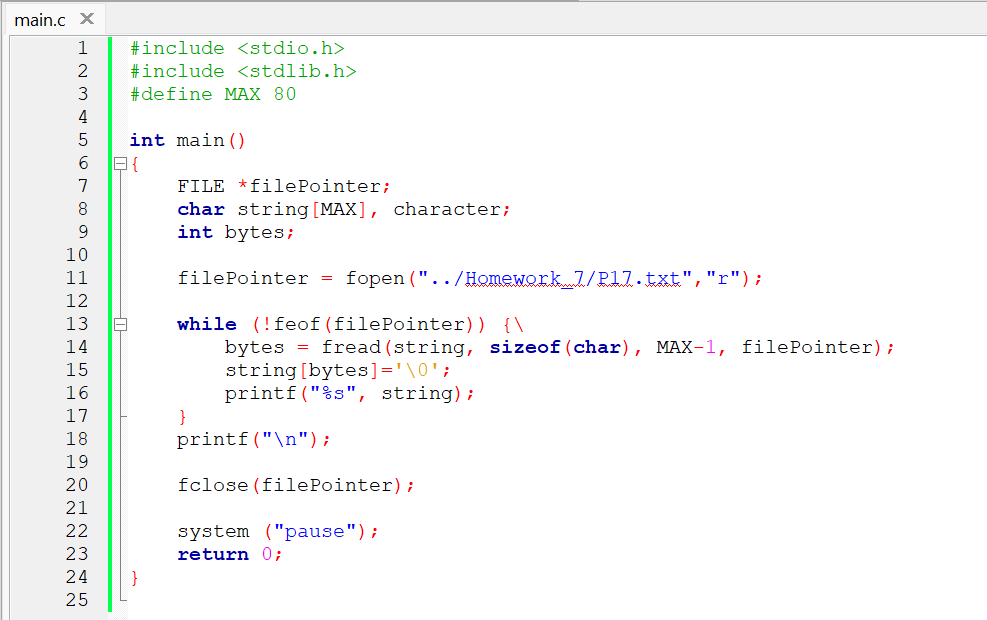 main.c ✕
1 #include <stdio.h>
2 #include <stdlib.h>
3 #define MAX 80
4
5 int main()
6 {
7     FILE *filePointer;
8     char string[MAX], character;
9     int bytes;
10
11     filePointer = fopen("../Homework_7/P17.txt","r");
12
13     while (!feof(filePointer)) {\
14         bytes = fread(string, sizeof(char), MAX-1, filePointer);
15         string[bytes]='\0';
16         printf("%s", string);
17     }
18     printf("\n");
19
20     fclose(filePointer);
21
22     system ("pause");
23     return 0;
24 }
25